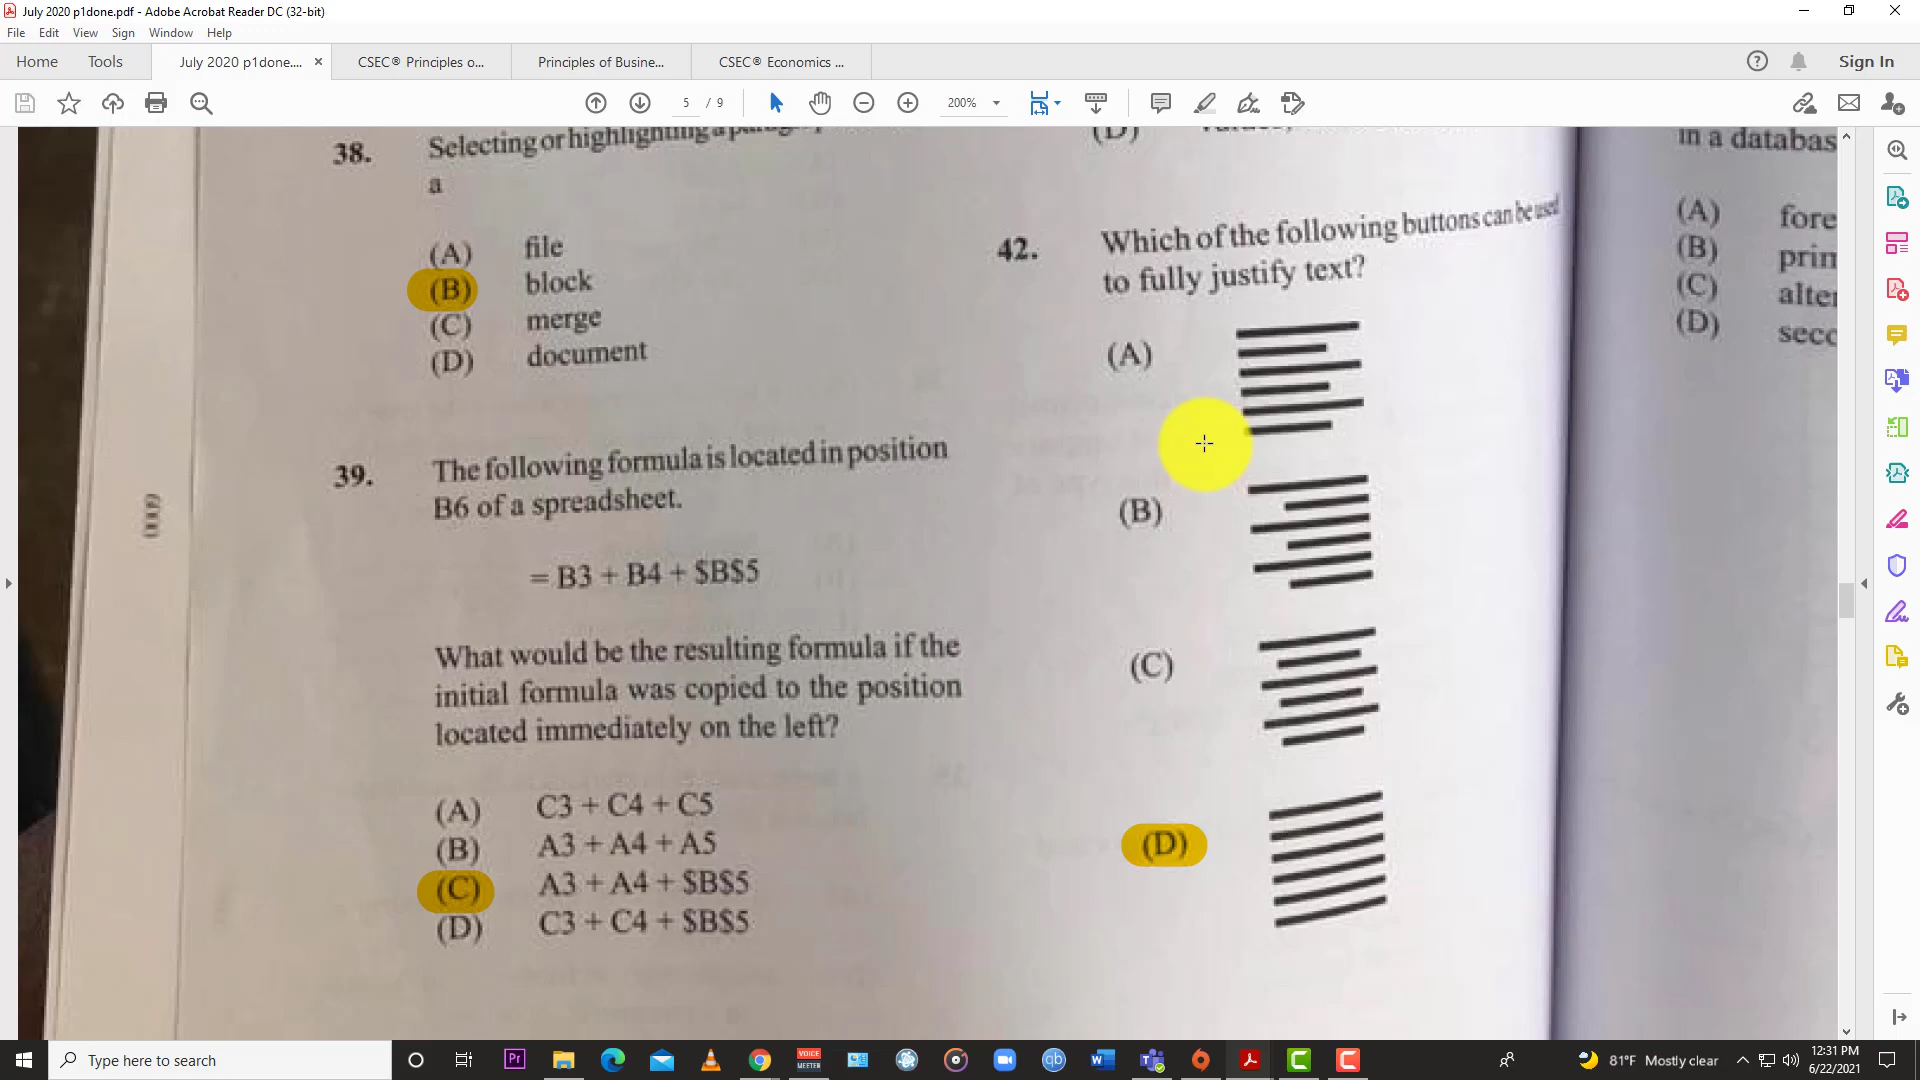 July 2020 p1done.pdf - Adobe Acrobat Reader DC (32-bit)
File Edit View Sign Window Help
Home Tools July 2020 p1done.... × CSEC® Principles o... Principles of Busine... CSEC® Economics ... Sign In
5 / 9 200%
38. Selecting or highlighting a
a
(A) file
(B) block
(C) merge
(D) document
39. The following formula is located in position
B6 of a spreadsheet.
= B3 + B4 + $B$5
What would be the resulting formula if the
initial formula was copied to the position
located immediately on the left?
(A) C3 + C4 + C5
(B) A3 + A4 + A5
(C) A3 + A4 + $B$5
(D) C3 + C4 + $B$5
(D)
42. Which of the following buttons can be used
to fully justify text?
(A)
(B)
(C)
(D)
in a databas
(A) fore
(B) prin
(C) alter
(D) seco
Type here to search
Pr
VOICE
MEETER
qb
81°F Mostly clear
12:31 PM
6/22/2021